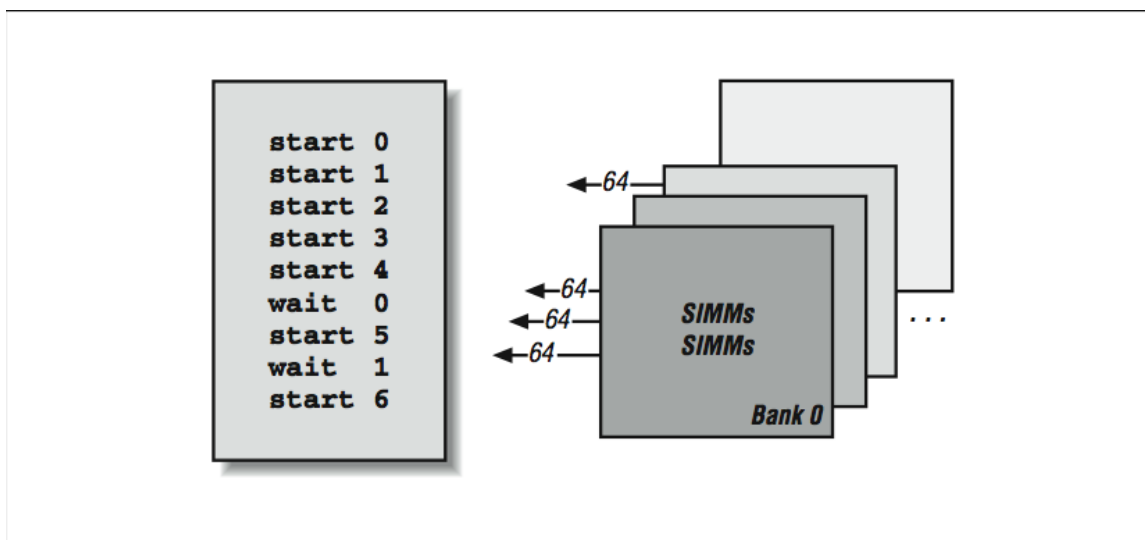 start 0
start 1
start 2
start 3
start 4
wait 0
start 5
wait 1
start 6
64
64
64
64
SIMMs
SIMMs
Bank 0
...